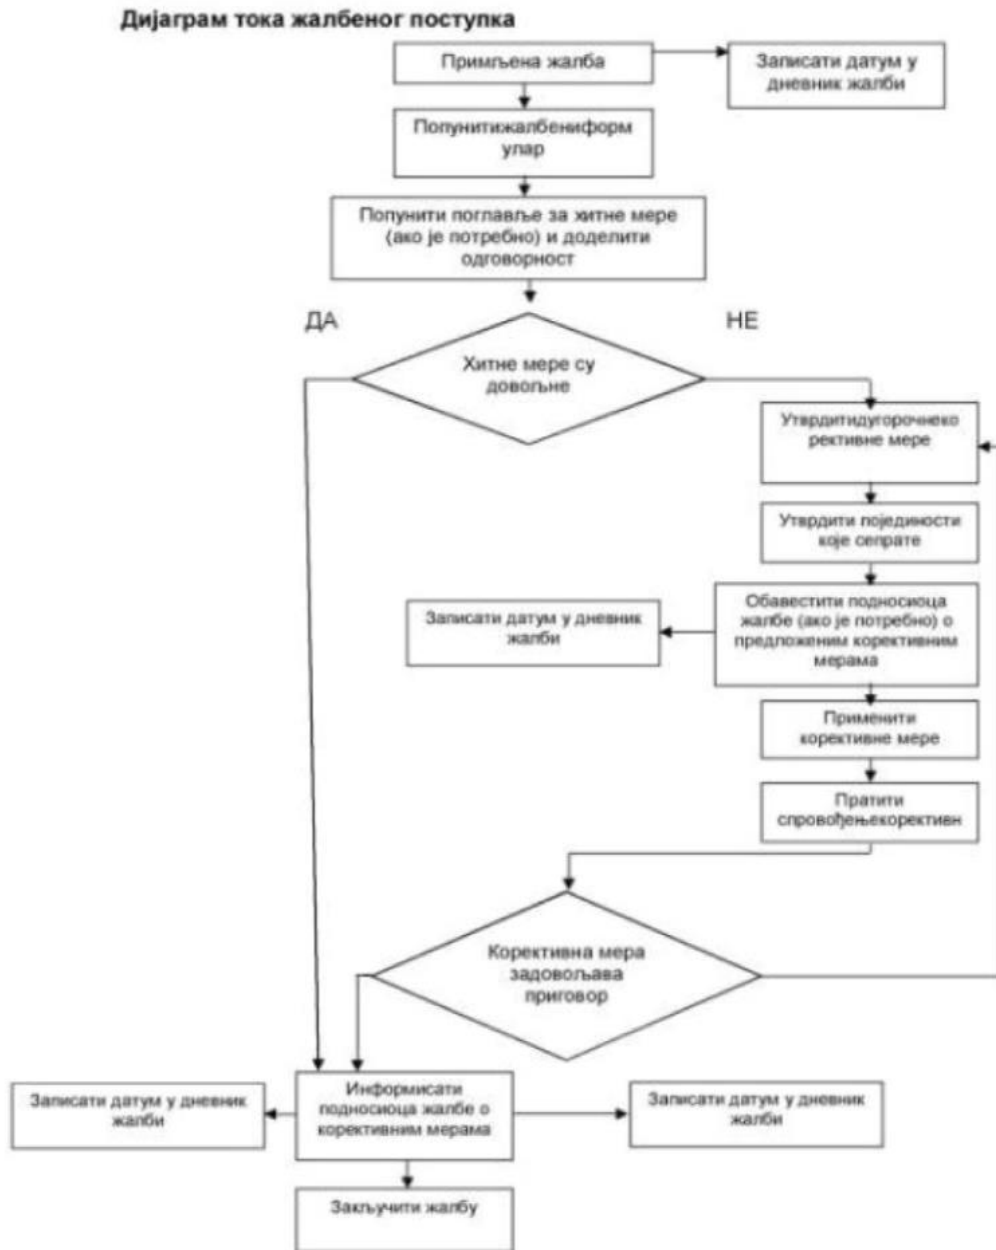 Дијаграм тока жалбеног поступка
Примљена жалба
Записати датум у
дневник жалби
Попунитижалбениформ
улар
Попунити поглавље за хитне мере
(ако је потребно) и доделити
одговорност
ДА
НЕ
Хитне мере су
довољне
Утврдитидугорочнеко
рективне мере
Утврдити појединости
које сепрате
Обавестити подносиоца
жалбе (ако је потребно) о
предложеним корективним
мерама
Записати датум у дневник
жалби
Применити
корективне мере
Пратити
спровођењекорективн
Корективна мера
задовољава
приговор
Записати датум у дневник
жалби
Информисати
подносиоца жалбе о
корективним мерама
Записати датум у дневник
жалби
Закључити жалбу